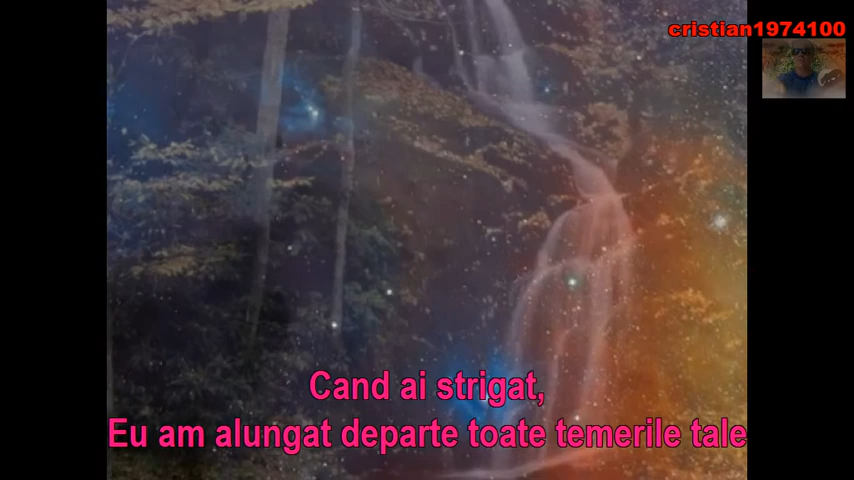 cristian1974100
Cand ai strigat,
Eu am alungat departe toate temerile tale